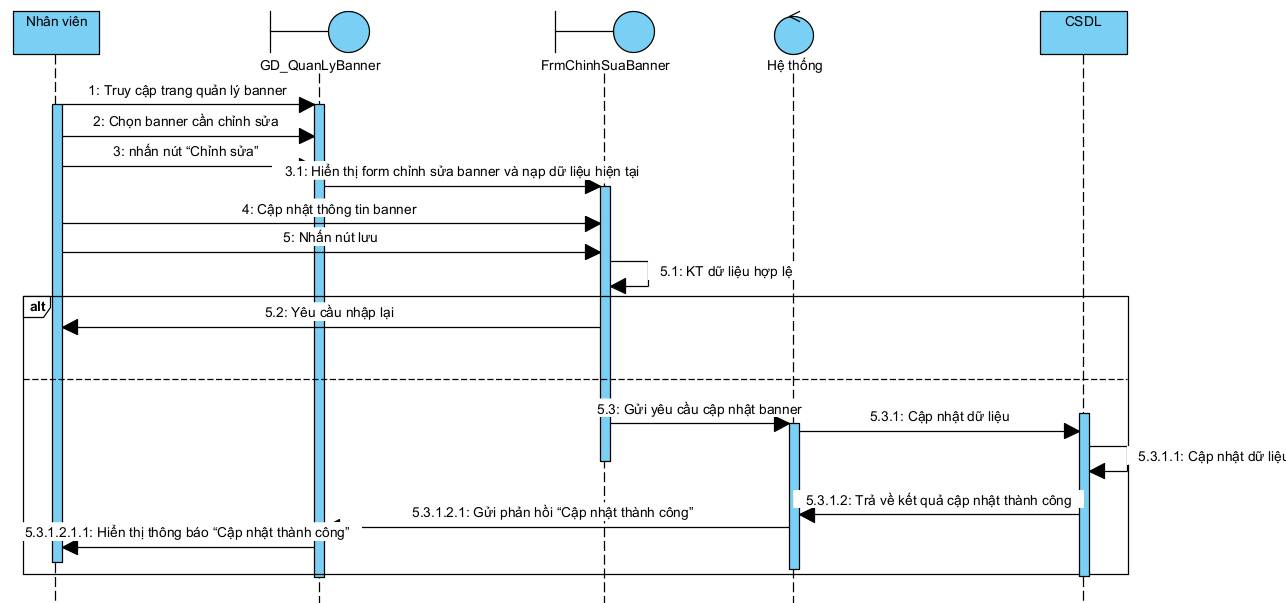 Nhân viên
CSDL
GD_QuanLyBanner
FrmChinhSuaBanner
Hệ thống
1: Truy cập trang quản lý banner
2: Chọn banner cần chỉnh sửa
3: nhấn nút “Chỉnh sửa”
3.1: Hiển thị form chỉnh sửa banner và nạp dữ liệu hiện tại
4: Cập nhật thông tin banner
5: Nhấn nút lưu
5.1: KT dữ liệu hợp lệ
alt
5.2: Yêu cầu nhập lại
5.3: Gửi yêu cầu cập nhật banner
5.3.1: Cập nhật dữ liệu
5.3.1.1: Cập nhật dữ liệu
5.3.1.2: Trả về kết quả cập nhật thành công
5.3.1.2.1: Gửi phản hồi “Cập nhật thành công”
5.3.1.2.1.1: Hiển thị thông báo “Cập nhật thành công”